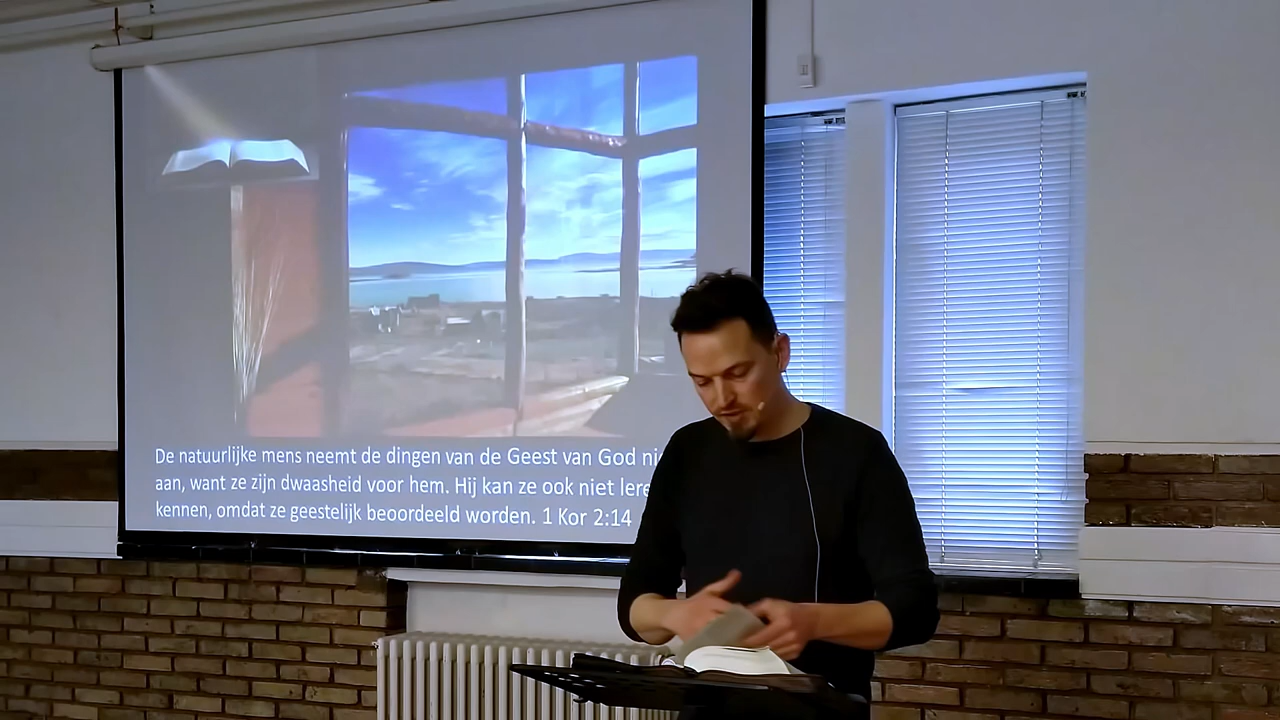 De natuurlijke mens neemt de dingen van de Geest van God
aan, want ze zijn dwaasheid voor hem. Hij kan ze ook niet
kennen, omdat ze geestelijk beoordeeld worden. 1 Kor 2:14